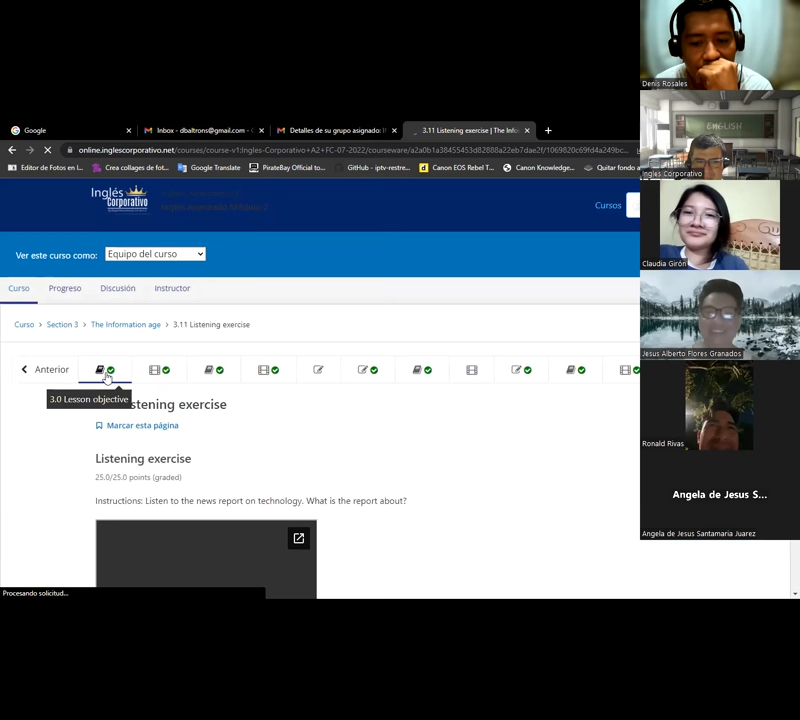 Google
Inbox - dbaltrons@gmail.com -
Detalles de su grupo asignado:
3.11 Listening exercise | The Info
online.inglescorporativo.net/courses/course-v1:Ingles-Corporativo+A2+FC-07-2022/courseware/a2a0b1a38455453d82888a22eb7dae2f/1069820c69fd4a249bc...
Editor de Fotos en l...
Crea collages de fot...
Google Translate
PirateBay Official to...
GitHub - iptv-restre...
Canon EOS Rebel T...
Canon Knowledge...
Quitar fondo a
Inglés
Corporativo
Cursos
Ver este curso como:
Equipo del curso
Curso
Progreso
Discusión
Instructor
Curso > Section 3 > The Information age > 3.11 Listening exercise
Anterior
3.0 Lesson objective
stening exercise
Marcar esta página
Listening exercise
25.0/25.0 points (graded)
Instructions: Listen to the news report on technology. What is the report about?
Procesando solicitud...
Denis Rosales
ENGLISH
Inglés Corporativo
Claudia Girón
Jesus Alberto Flores Granados
Ronald Rivas
Angela de Jesus S...
Angela de Jesus Santamaria Juarez